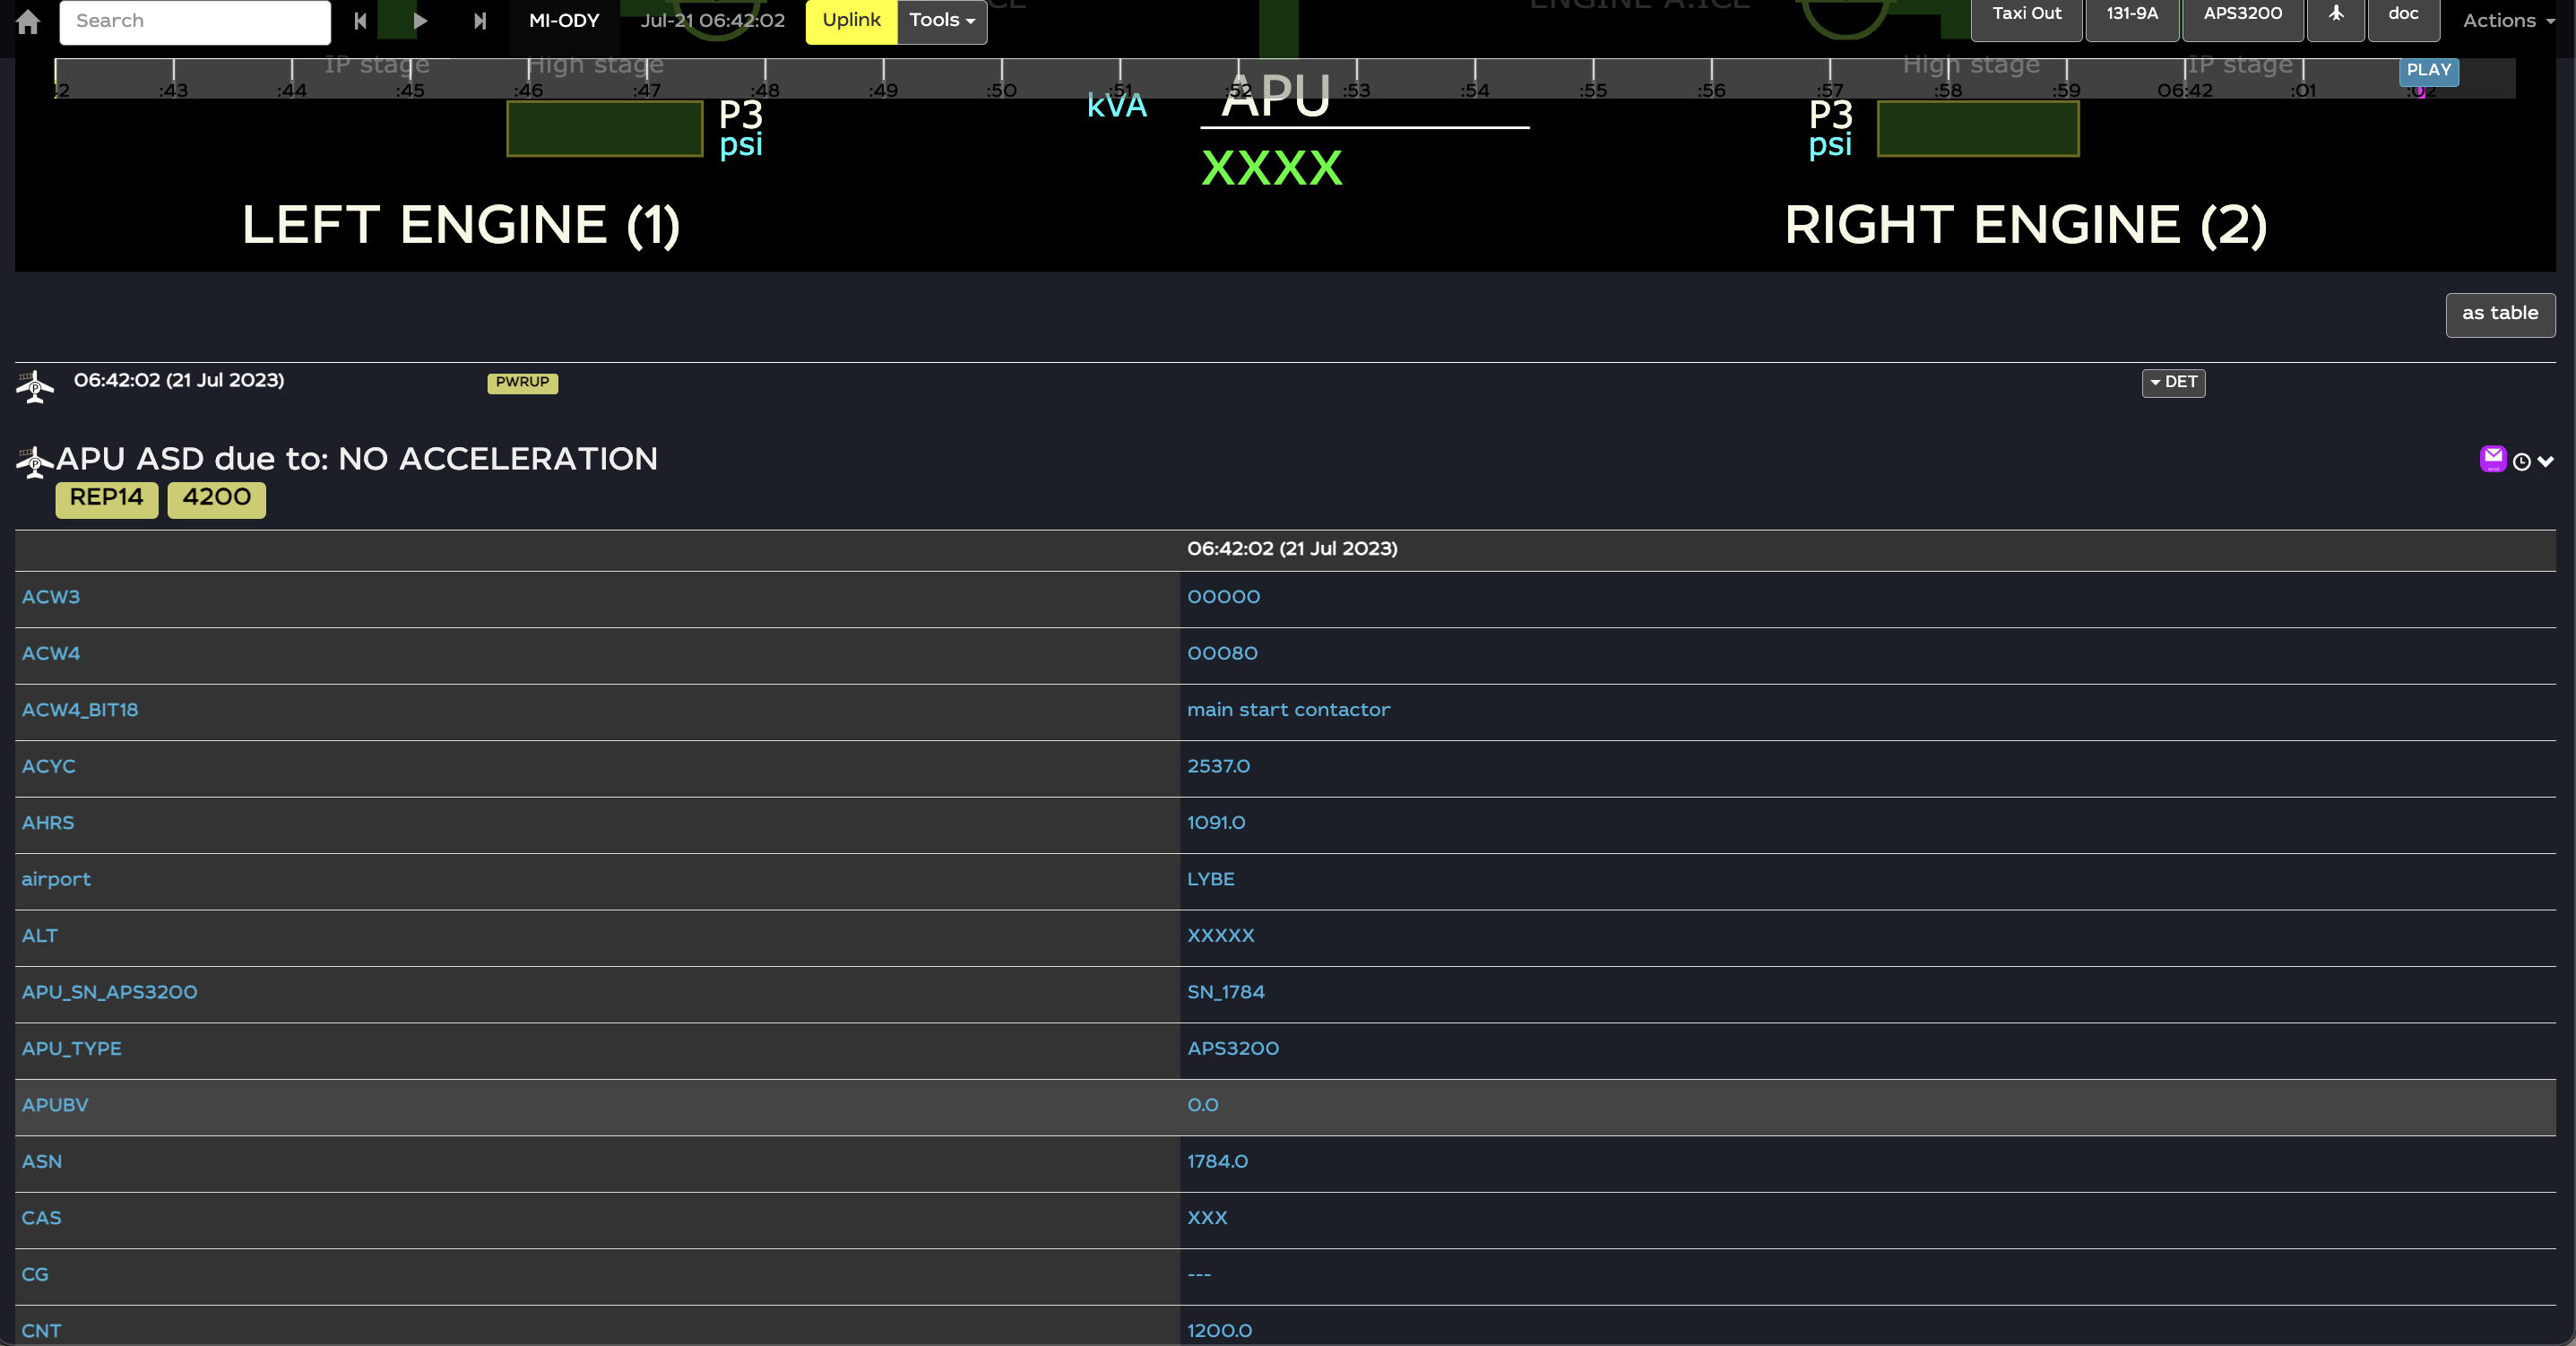 Search MI-ODY Jul-21 06:42:02 Uplink Tools Taxi Out 131-9A APS3200 doc Actions
ENGINE A.ICE
IP stage High stage High stage IP stage PLAY
:43 :44 :45 :46 :47 :48 :49 :50 :51 :52 :53 :54 :55 :56 :57 :58 :59 06:42 :01 :02
P3 kVA APU P3
psi XXXX psi
LEFT ENGINE (1) RIGHT ENGINE (2)
as table
06:42:02 (21 Jul 2023) PWRUP DET
APU ASD due to: NO ACCELERATION
REP14 4200
06:42:02 (21 Jul 2023)
ACW3 00000
ACW4 00080
ACW4_BIT18 main start contactor
ACYC 2537.0
AHRS 1091.0
airport LYBE
ALT XXXXX
APU_SN_APS3200 SN_1784
APU_TYPE APS3200
APUBV 0.0
ASN 1784.0
CAS XXX
CG ---
CNT 1200.0